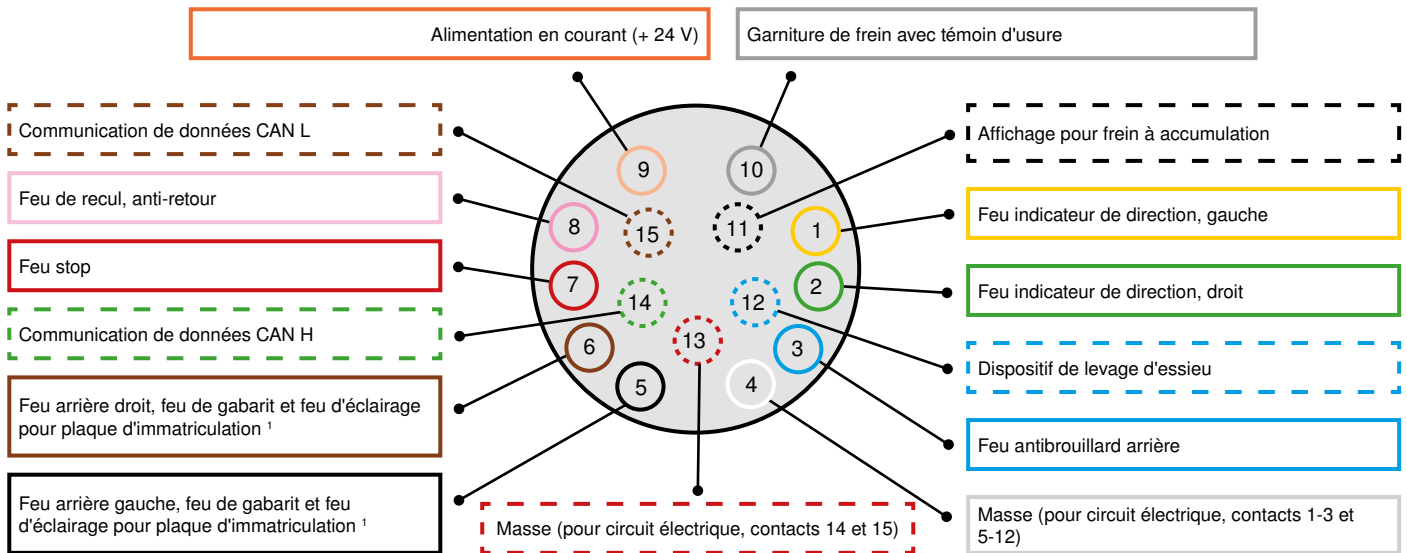 Alimentation en courant (+ 24 V)
Garniture de frein avec témoin d'usure
Communication de données CAN L
Affichage pour frein à accumulation
Feu de recul, anti-retour
Feu indicateur de direction, gauche
Feu stop
Feu indicateur de direction, droit
Communication de données CAN H
Dispositif de levage d'essieu
Feu arrière droit, feu de gabarit et feu d'éclairage
pour plaque d'immatriculation ¹
Feu antibrouillard arrière
Feu arrière gauche, feu de gabarit et feu
d'éclairage pour plaque d'immatriculation ¹
Masse (pour circuit électrique, contacts 14 et 15)
Masse (pour circuit électrique, contacts 1-3 et
5-12)
9
10
8
15
11
1
7
14
12
2
6
13
3
5
4